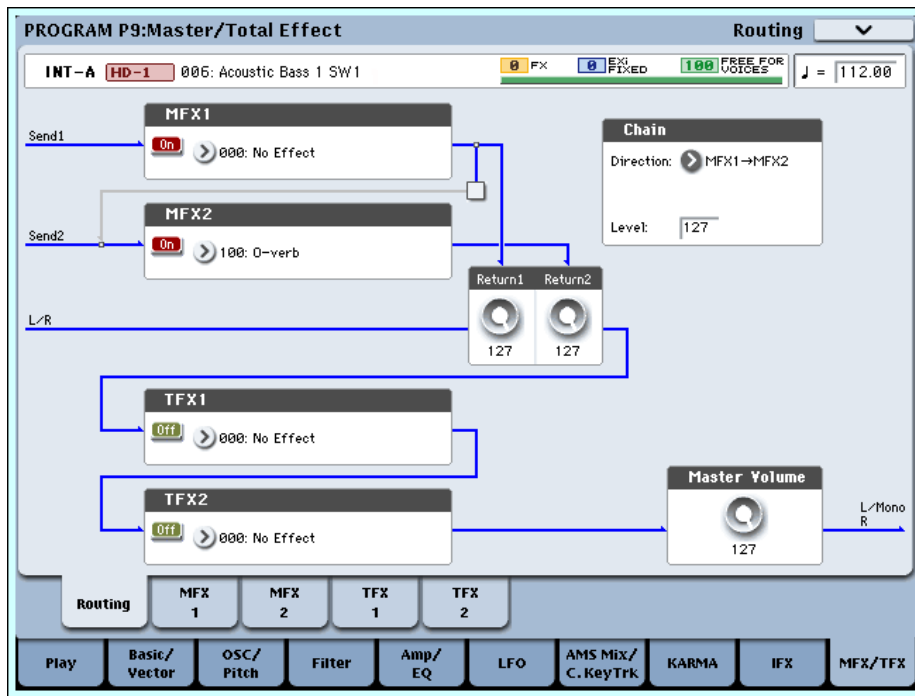 PROGRAM P9:Master/Total Effect Routing
INT-A HD-1 006: Acoustic Bass 1 SW1 0 FX 0 EXi FIXED 100 FREE FOR VOICES ♩ = 112.00
MFX1
Send1
On 000: No Effect
Chain
Direction: MFX1→MFX2
Level: 127
MFX2
Send2
On 100: O-verb
Return1 Return2
127 127
L/R
TFX1
Off 000: No Effect
TFX2
Off 000: No Effect
Master Volume
127
L/Mono
R
Routing
MFX 1
MFX 2
TFX 1
TFX 2
Play
Basic/
Vector
OSC/
Pitch
Filter
Amp/
EQ
LFO
AMS Mix/
C.KeyTrk
KARMA
IFX
MFX/TFX